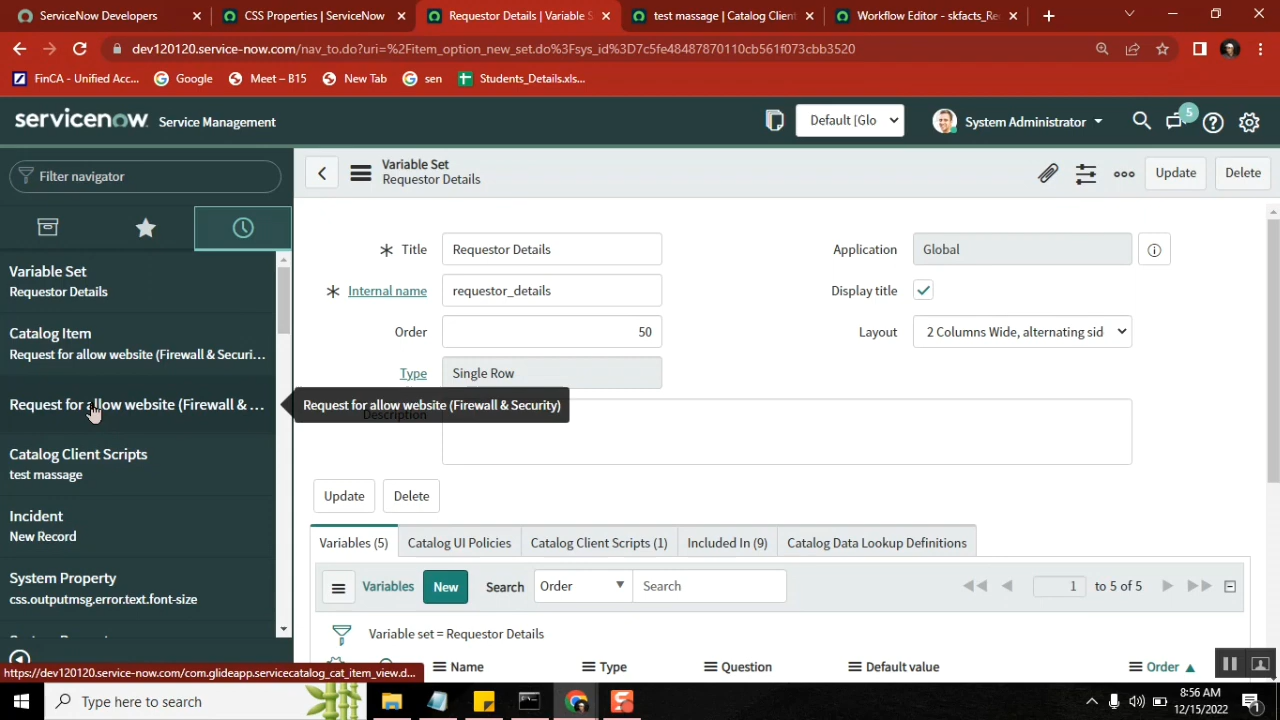 ServiceNow Developers
CSS Properties | ServiceNow
Requestor Details | Variable S
test massage | Catalog Client
Workflow Editor - skfacts_Re
dev120120.service-now.com/nav_to.do?uri=%2Fitem_option_new_set.do%3Fsys_id%3D7c5fe48487870110cb561f073cbb3520
FinCA - Unified Acc...
Google
Meet – B15
New Tab
sen
Students_Details.xls...
servicenow Service Management
Default [Glo
System Administrator
5
Filter navigator
Variable Set
Requestor Details
Update
Delete
Variable Set
Requestor Details
Catalog Item
Request for allow website (Firewall & Securi...
Request for allow website (Firewall & ...
Request for allow website (Firewall & Security)
Catalog Client Scripts
test massage
Incident
New Record
System Property
css.outputmsg.error.text.font-size
Title
Requestor Details
Application
Global
Internal name
requestor_details
Display title
Order
50
Layout
2 Columns Wide, alternating sid
Type
Single Row
Description
Update
Delete
Variables (5)
Catalog UI Policies
Catalog Client Scripts (1)
Included In (9)
Catalog Data Lookup Definitions
Variables
New
Search
Order
Search
1
to 5 of 5
Variable set = Requestor Details
Name
Type
Question
Default value
Order
https://dev120120.service-now.com/com.glideapp.servicecatalog_cat_item_view.d...
Type here to search
8:56 AM
12/15/2022
1